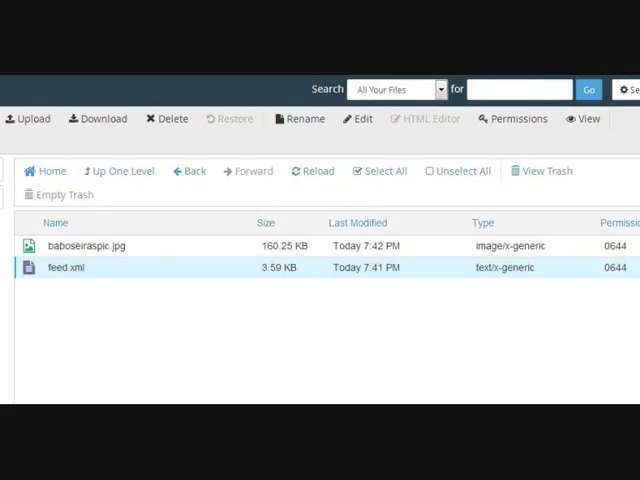 Search All Your Files for Go Se
Upload Download Delete Restore Rename Edit HTML Editor Permissions View
Home Up One Level Back Forward Reload Select All Unselect All View Trash
Empty Trash
Name Size Last Modified Type Permissio
baboseiraspic.jpg 160.25 KB Today 7:42 PM image/x-generic 0644
feed.xml 3.59 KB Today 7:41 PM text/x-generic 0644